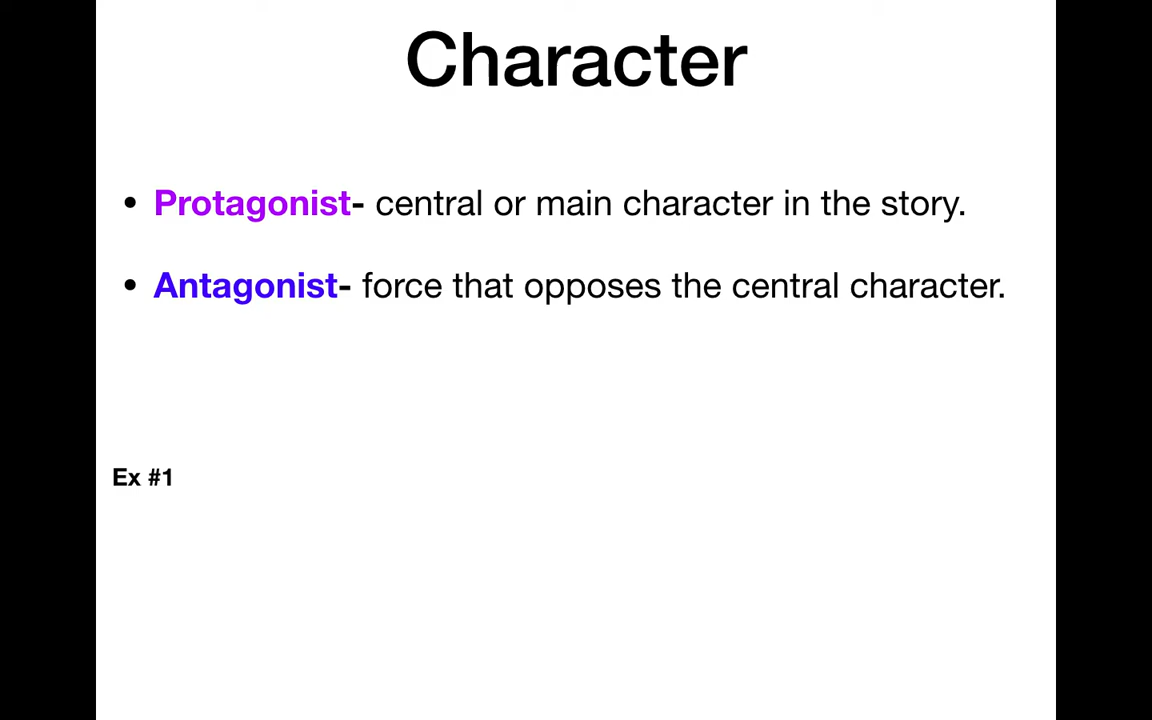 Character
• Protagonist- central or main character in the story.
• Antagonist- force that opposes the central character.
Ex #1